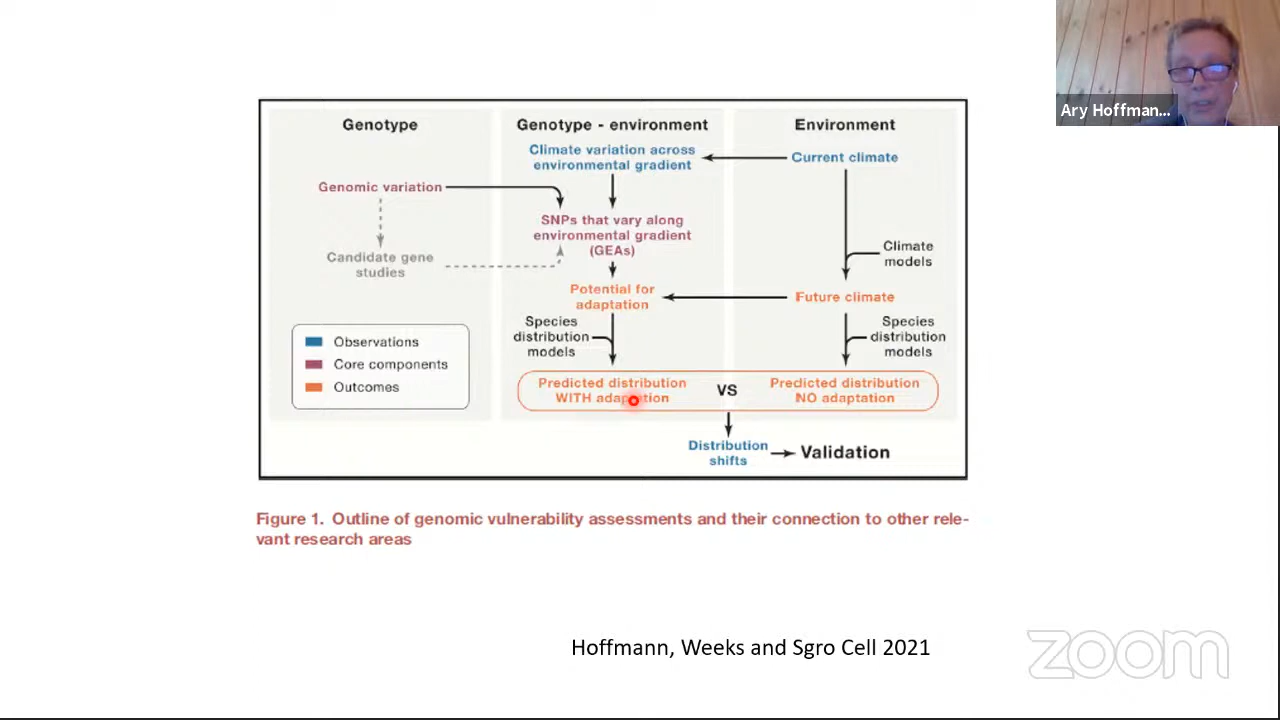 Ary Hoffman...
Genotype
Genotype - environment
Environment
Climate variation across
environmental gradient
Current climate
Genomic variation
SNPs that vary along
environmental gradient
(GEAs)
Candidate gene
studies
Climate
models
Potential for
adaptation
Future climate
Species
distribution
models
Species
distribution
models
Observations
Core components
Outcomes
Predicted distribution
WITH adaptation
VS
Predicted distribution
NO adaptation
Distribution
shifts
Validation
Figure 1. Outline of genomic vulnerability assessments and their connection to other rele-
vant research areas
Hoffmann, Weeks and Sgro Cell 2021
zoom